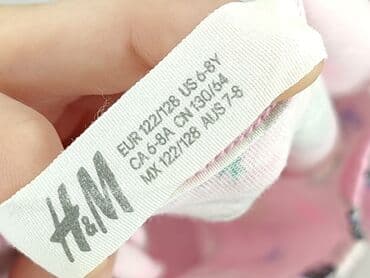 H&M
EUR 122/128 US 6-8Y
CA 6-8A CN 130/64
MX 122/128 AUS 7-8